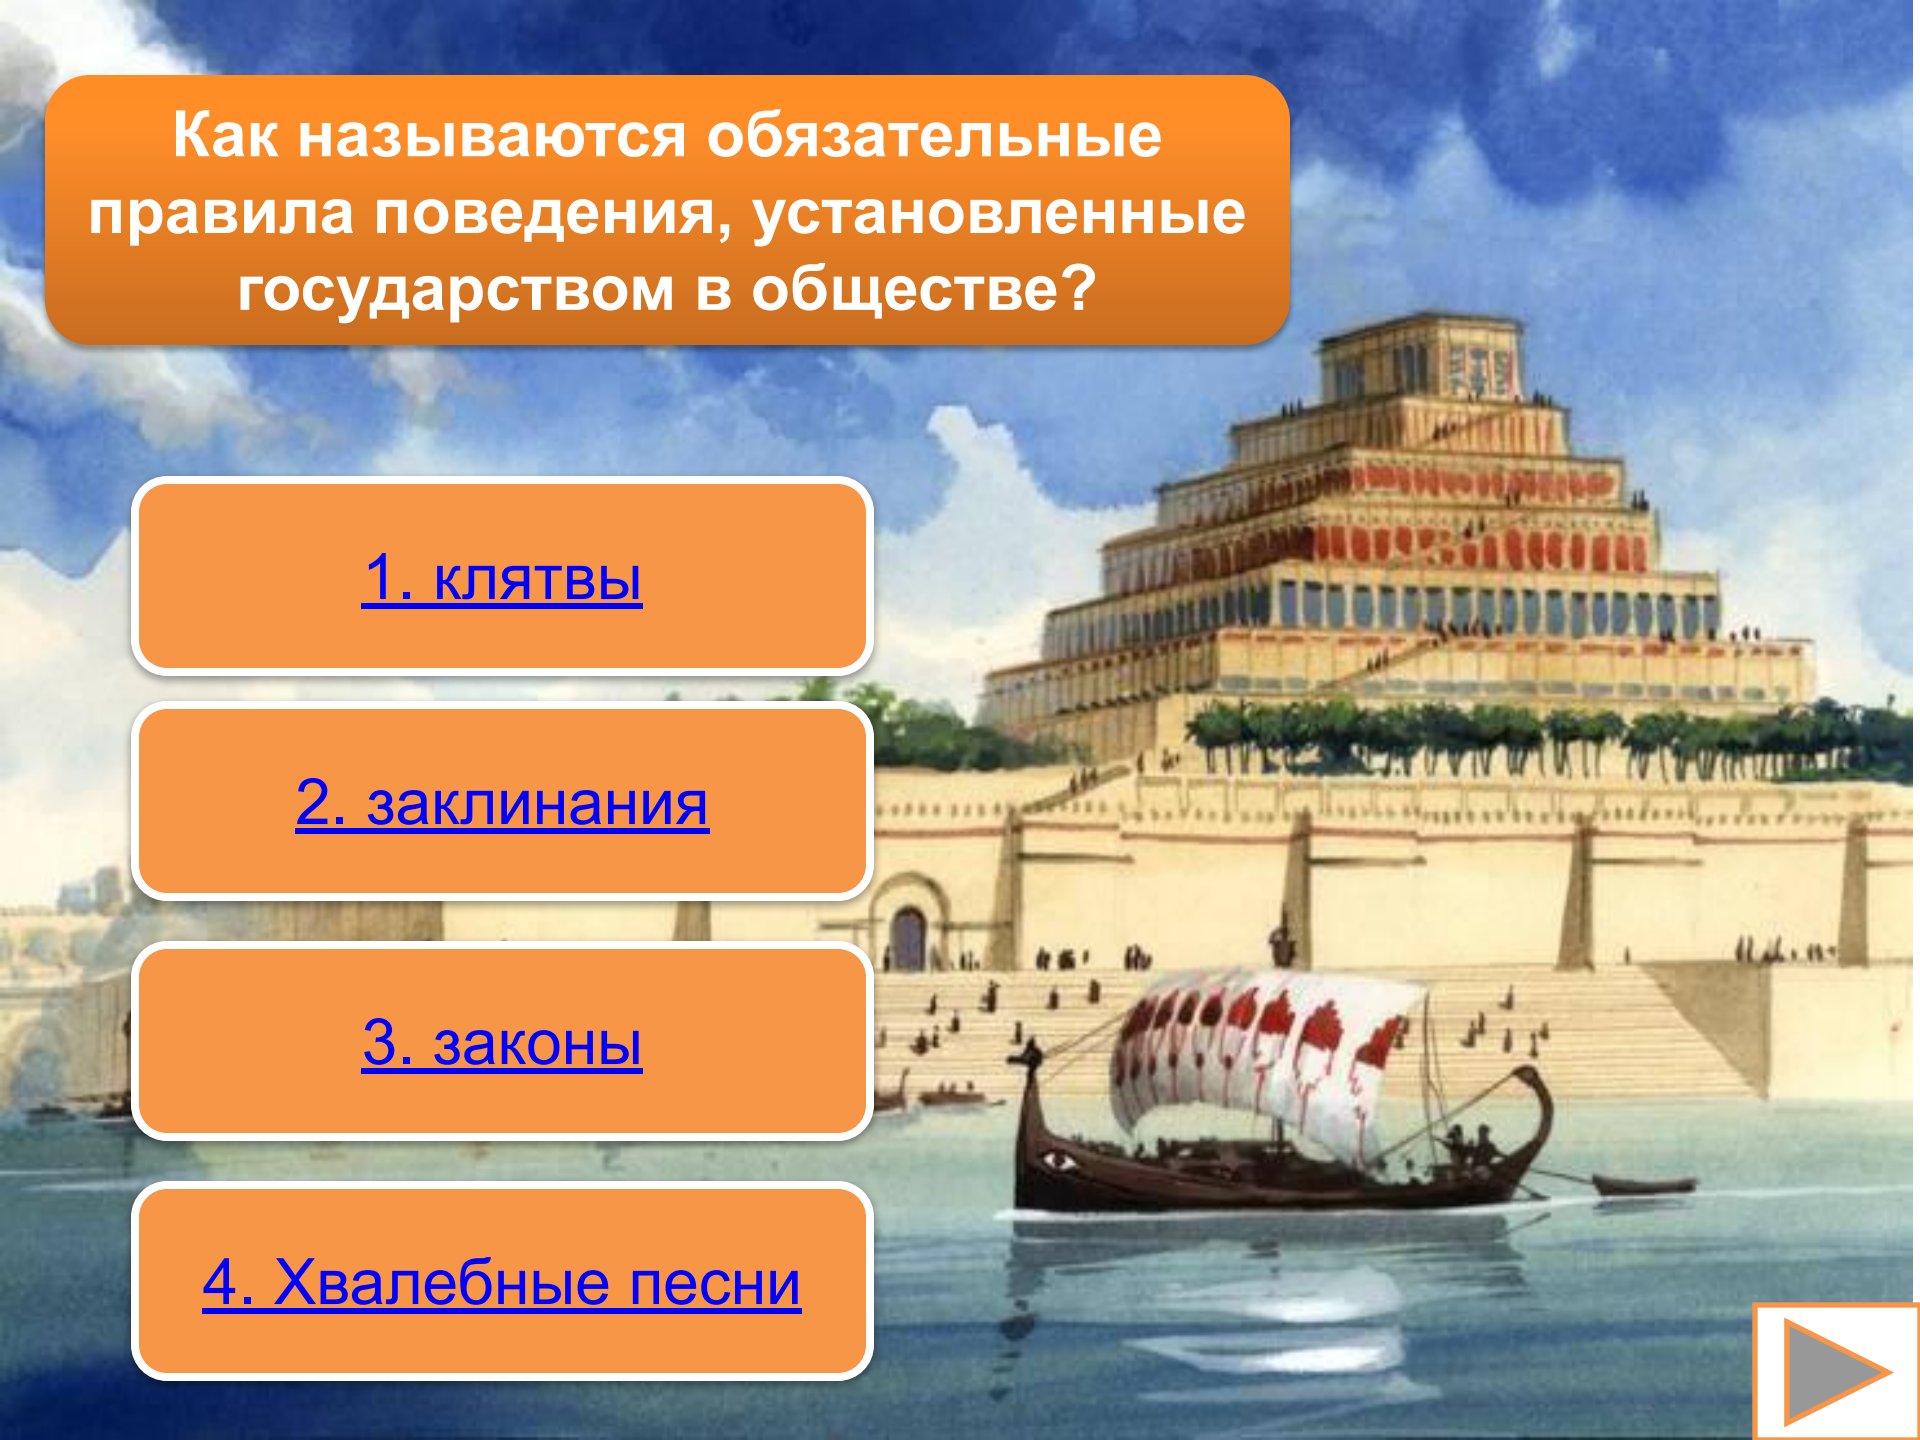 Как называются обязательные
правила поведения, установленные
государством в обществе?
1. клятвы
2. заклинания
3. законы
4. Хвалебные песни